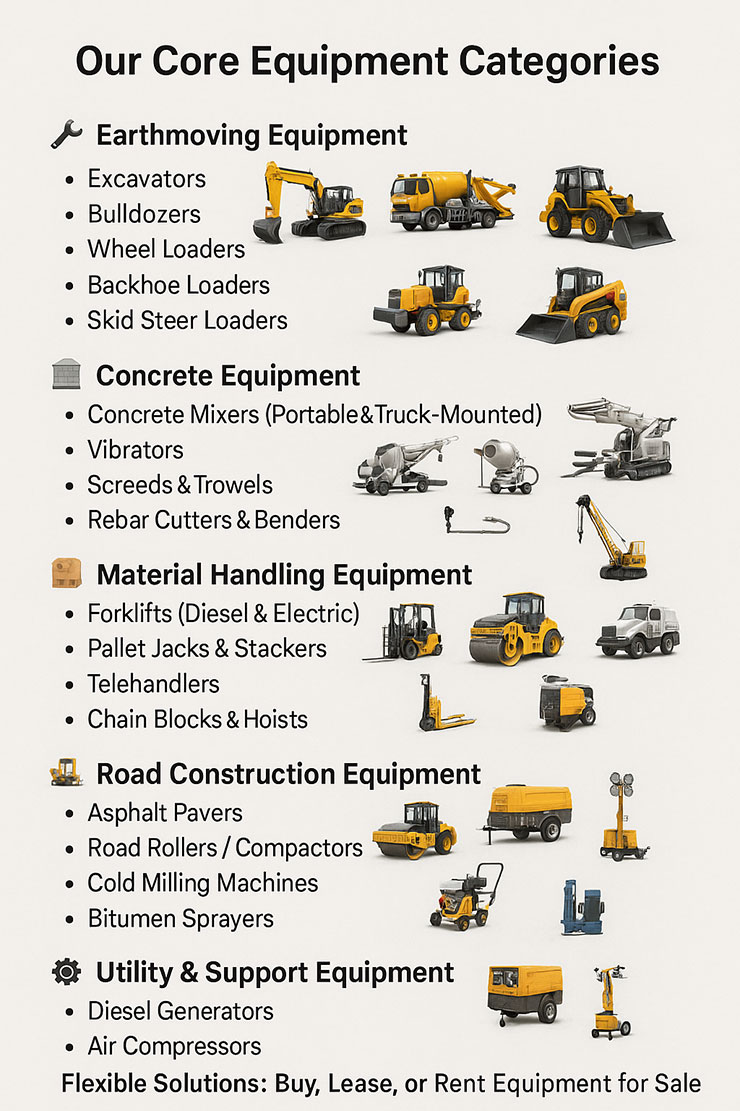 Our Core Equipment Categories
Earthmoving Equipment
• Excavators
• Bulldozers
• Wheel Loaders
• Backhoe Loaders
• Skid Steer Loaders
Concrete Equipment
• Concrete Mixers (Portable&Truck-Mounted)
• Vibrators
• Screeds & Trowels
• Rebar Cutters & Benders
Material Handling Equipment
• Forklifts (Diesel & Electric)
• Pallet Jacks & Stackers
• Telehandlers
• Chain Blocks & Hoists
Road Construction Equipment
• Asphalt Pavers
• Road Rollers / Compactors
• Cold Milling Machines
• Bitumen Sprayers
Utility & Support Equipment
• Diesel Generators
• Air Compressors
Flexible Solutions: Buy, Lease, or Rent Equipment for Sale